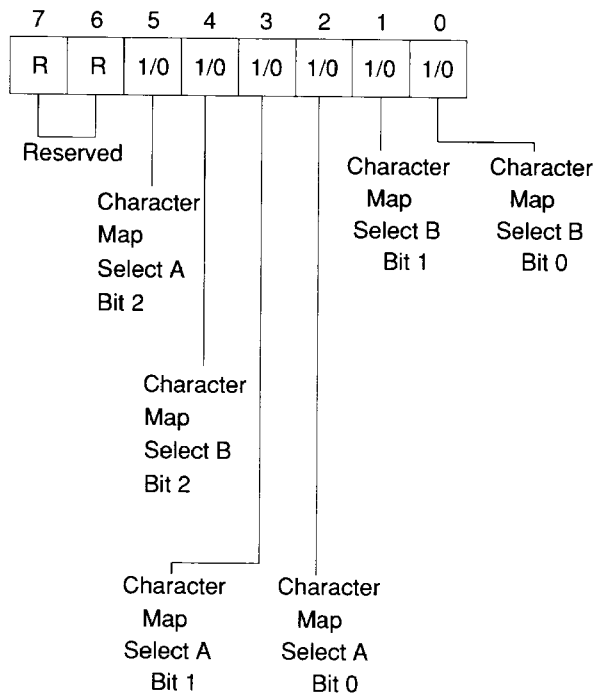 7 6 5 4 3 2 1 0
R R 1/0 1/0 1/0 1/0 1/0 1/0
Reserved
Character
Map
Select A
Bit 2
Character
Map
Select B
Bit 2
Character
Map
Select A
Bit 1
Character
Map
Select A
Bit 0
Character
Map
Select B
Bit 1
Character
Map
Select B
Bit 0